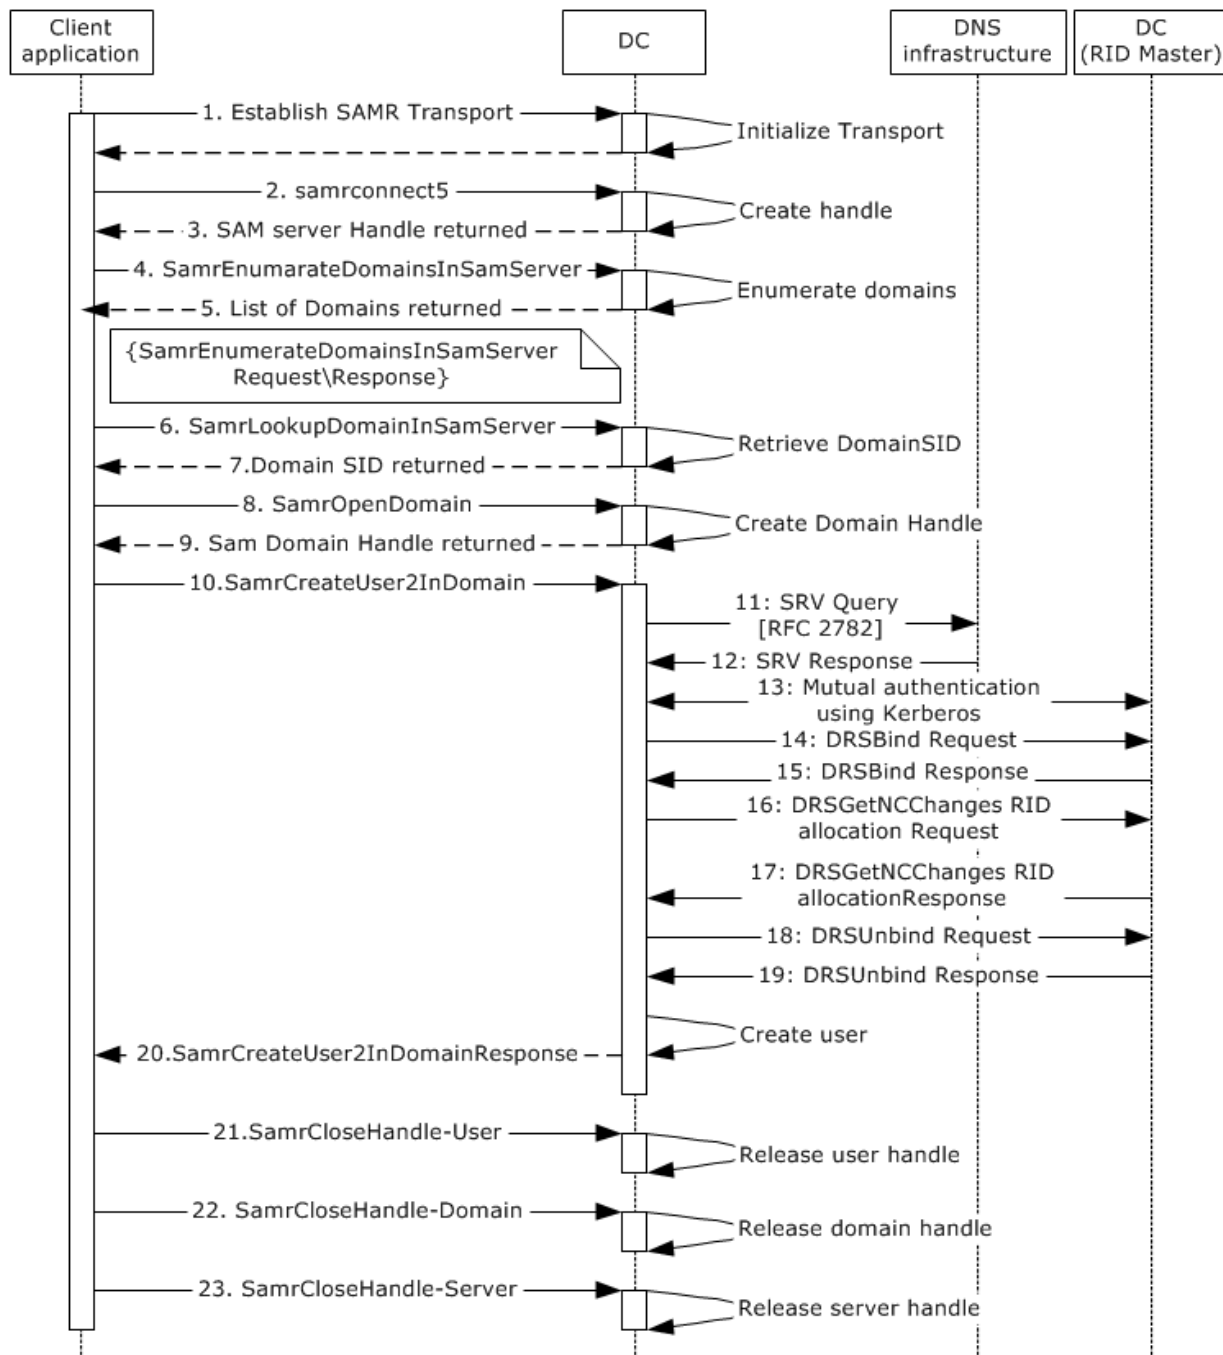 Client
application
DC
DNS
infrastructure
DC
(RID Master)
1. Establish SAMR Transport
Initialize Transport
2. samrconnect5
Create handle
3. SAM server Handle returned
4. SamrEnumarateDomainsInSamServer
Enumerate domains
5. List of Domains returned
{SamrEnumerateDomainsInSamServer
Request\Response}
6. SamrLookupDomainInSamServer
Retrieve DomainSID
7.Domain SID returned
8. SamrOpenDomain
Create Domain Handle
9. Sam Domain Handle returned
10.SamrCreateUser2InDomain
11: SRV Query
[RFC 2782]
12: SRV Response
13: Mutual authentication
using Kerberos
14: DRSBind Request
15: DRSBind Response
16: DRSGetNCChanges RID
allocation Request
17: DRSGetNCChanges RID
allocationResponse
18: DRSUnbind Request
19: DRSUnbind Response
Create user
20.SamrCreateUser2InDomainResponse
21.SamrCloseHandle-User
Release user handle
22. SamrCloseHandle-Domain
Release domain handle
23. SamrCloseHandle-Server
Release server handle